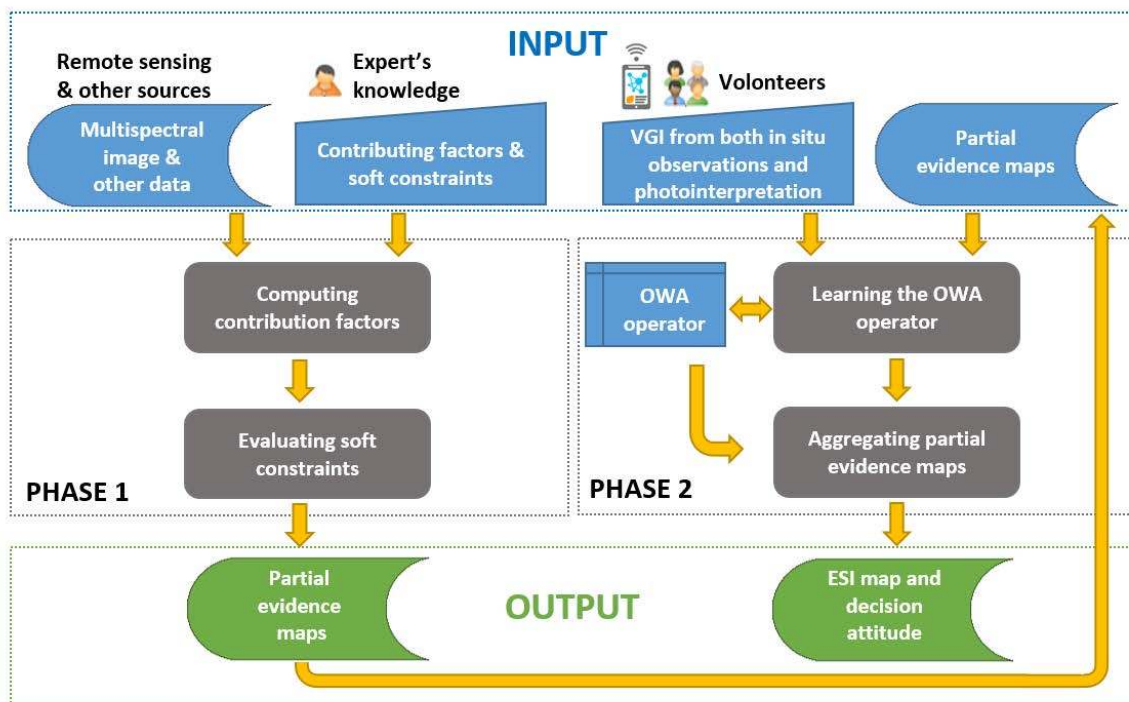 INPUT
Remote sensing
& other sources
Expert's
knowledge
Volonteers
Multispectral
image &
other data
Contributing factors &
soft constraints
VGI from both in situ
observations and
photointerpretation
Partial
evidence maps
Computing
contribution factors
Evaluating soft
constraints
PHASE 1
OWA
operator
Learning the OWA
operator
Aggregating partial
evidence maps
PHASE 2
Partial
evidence
maps
OUTPUT
ESI map and
decision
attitude